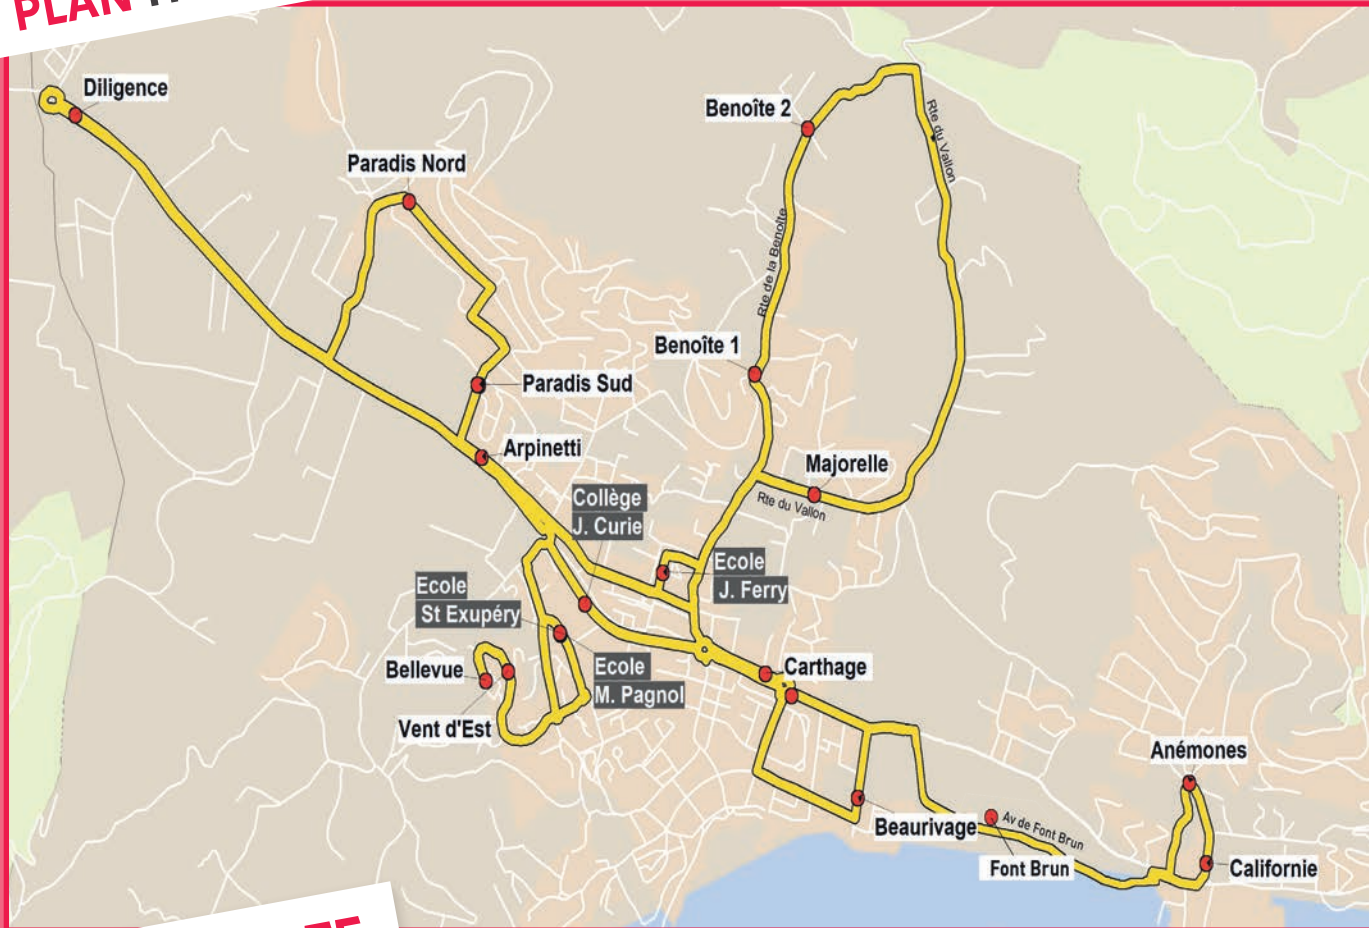 PLAN
Diligence
Benoîte 2
Rte du Vallon
Paradis Nord
Rte de la Benoîte
Benoîte 1
Paradis Sud
Arpinetti
Majorelle
Rte du Vallon
Collège
J. Curie
Ecole
J. Ferry
Ecole
St Exupéry
Ecole
M. Pagnol
Bellevue
Vent d'Est
Carthage
Anémones
Beaurivage
Av de Font Brun
Font Brun
Californie